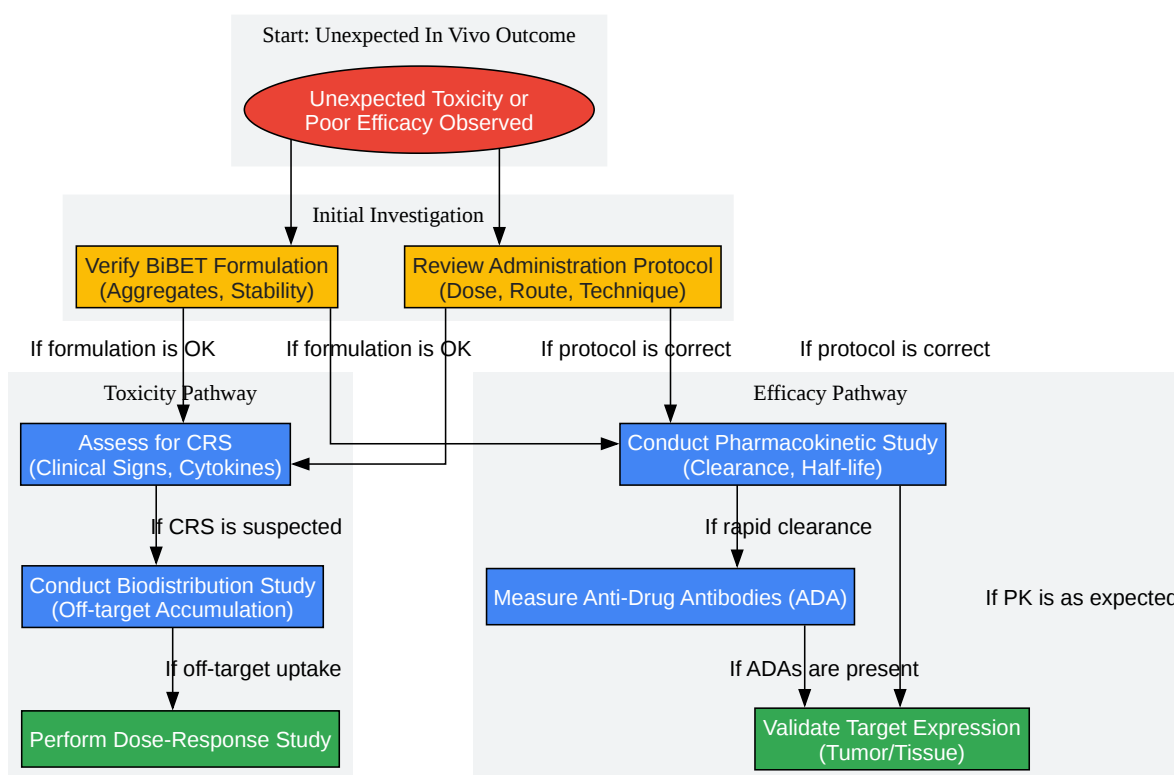 Start: Unexpected In Vivo Outcome
Unexpected Toxicity or
Poor Efficacy Observed
Initial Investigation
Verify BiBET Formulation
(Aggregates, Stability)
Review Administration Protocol
(Dose, Route, Technique)
If formulation is OK
If formulation is OK
If protocol is correct
If protocol is correct
Toxicity Pathway
Efficacy Pathway
Assess for CRS
(Clinical Signs, Cytokines)
Conduct Pharmacokinetic Study
(Clearance, Half-life)
If CRS is suspected
If rapid clearance
Conduct Biodistribution Study
(Off-target Accumulation)
Measure Anti-Drug Antibodies (ADA)
If PK is as expected
If off-target uptake
If ADAs are present
Perform Dose-Response Study
Validate Target Expression
(Tumor/Tissue)